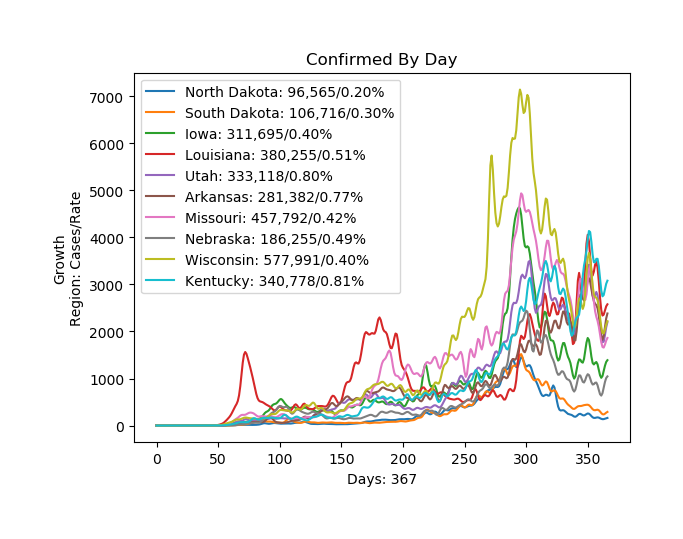 Confirmed By Day
Growth
Region: Cases/Rate
7000
6000
5000
4000
3000
2000
1000
0
North Dakota: 96,565/0.20%
South Dakota: 106,716/0.30%
Iowa: 311,695/0.40%
Louisiana: 380,255/0.51%
Utah: 333,118/0.80%
Arkansas: 281,382/0.77%
Missouri: 457,792/0.42%
Nebraska: 186,255/0.49%
Wisconsin: 577,991/0.40%
Kentucky: 340,778/0.81%
0 50 100 150 200 250 300 350
Days: 367